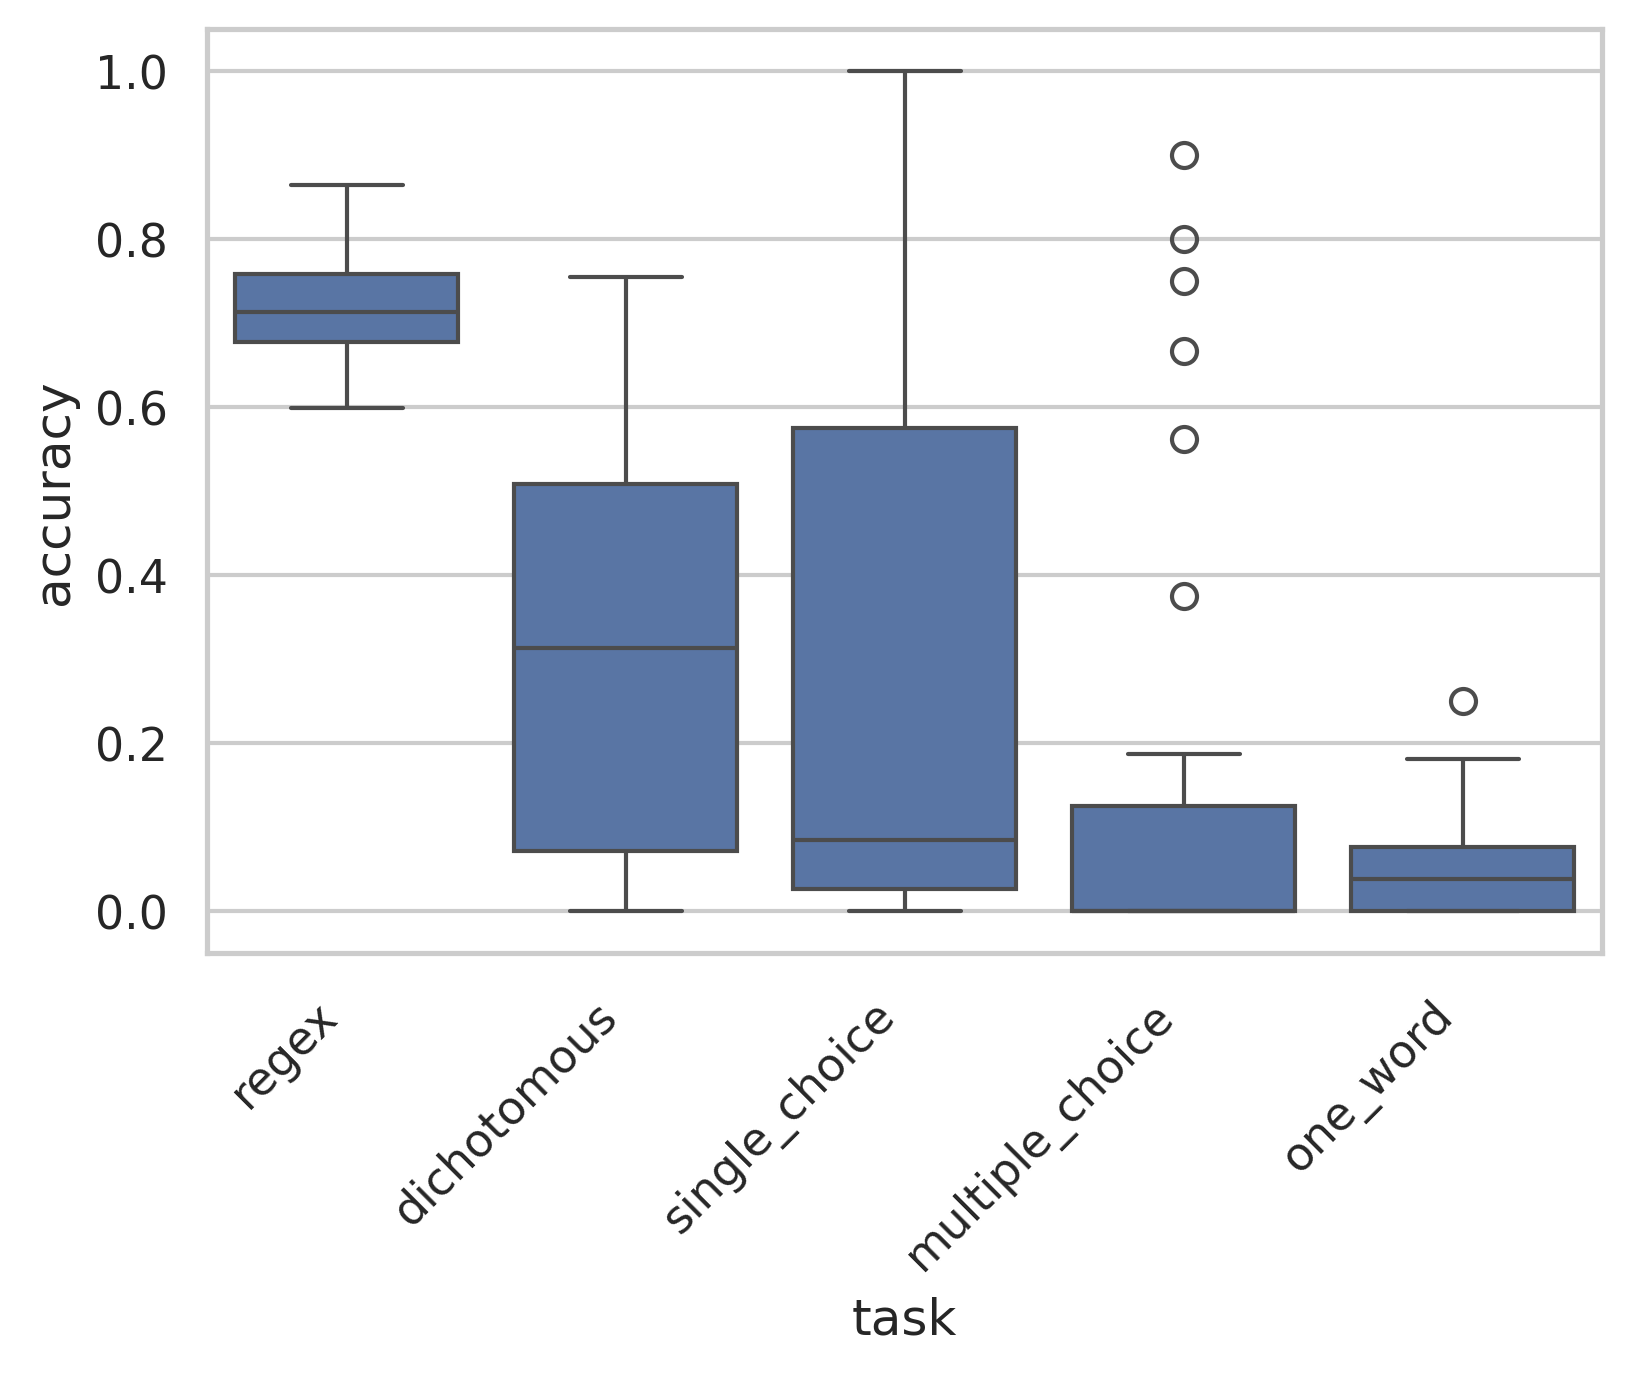 1.0
0.8
0.6
0.4
0.2
0.0
accuracy
regex
dichotomous
single_choice
multiple_choice
one_word
task